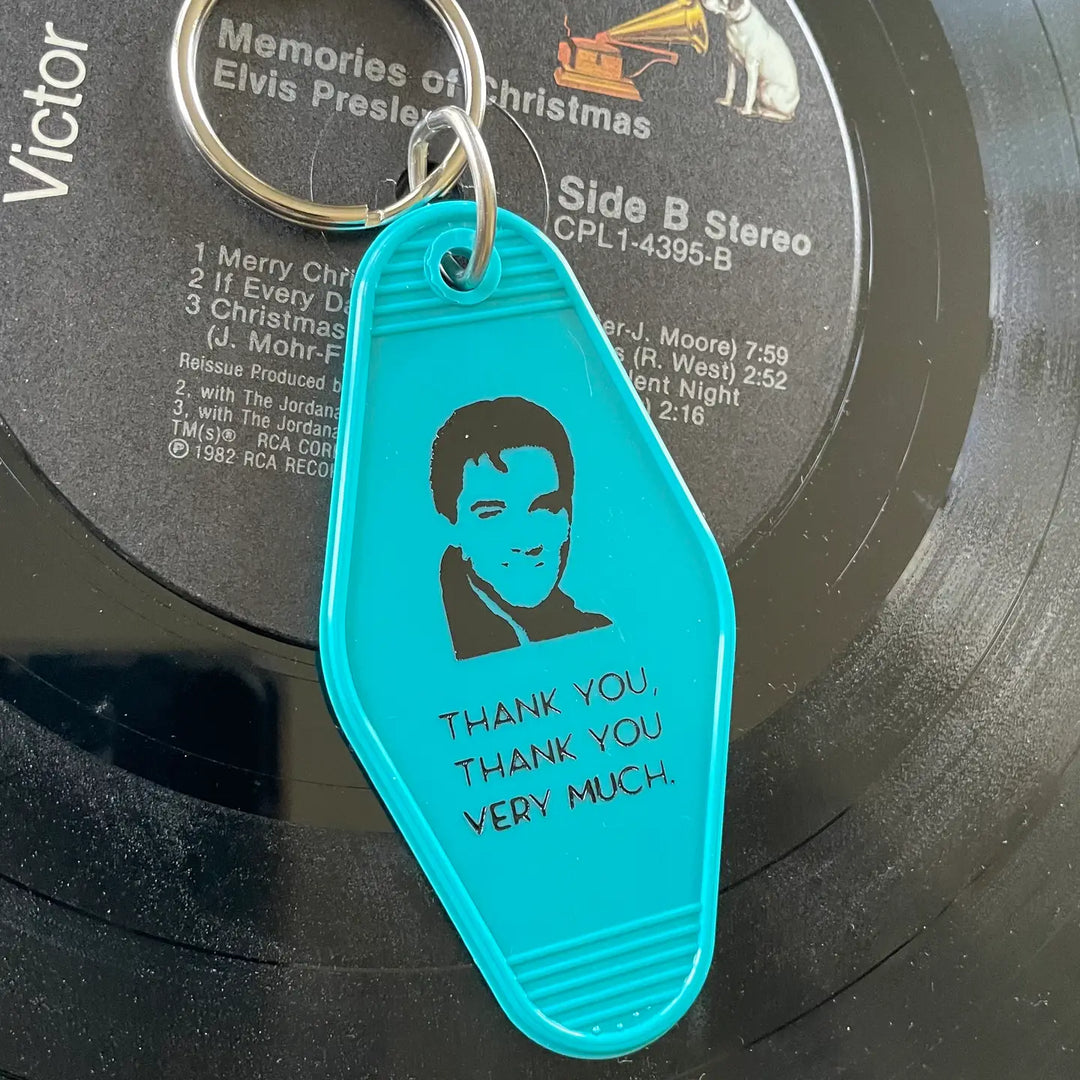 Victor
Memories of Christmas
Elvis Presley
Side B Stereo
CPL1-4395-B
1 Merry Chri
2 If Every Da
3 Christmas
(J. Mohr-F
er-J. Moore) 7:59
s (R. West) 2:52
ent Night
) 2:16
Reissue Produced b
2, with The Jordana
3, with The Jordana
TM(s)® RCA COR
℗ 1982 RCA RECO
THANK YOU,
THANK YOU
VERY MUCH.